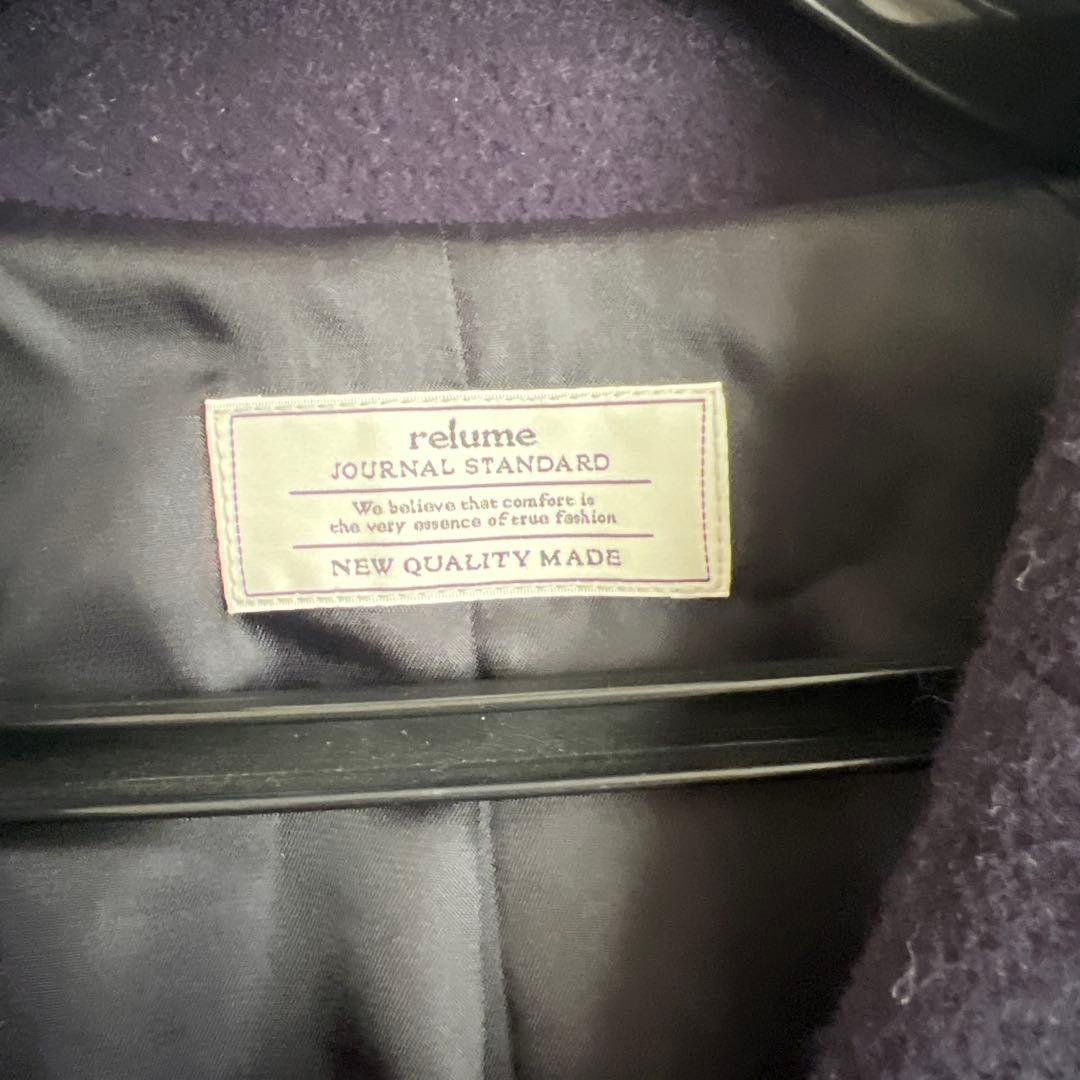 relume
JOURNAL STANDARD
We believe that comfort is
the very essence of true fashion
NEW QUALITY MADE